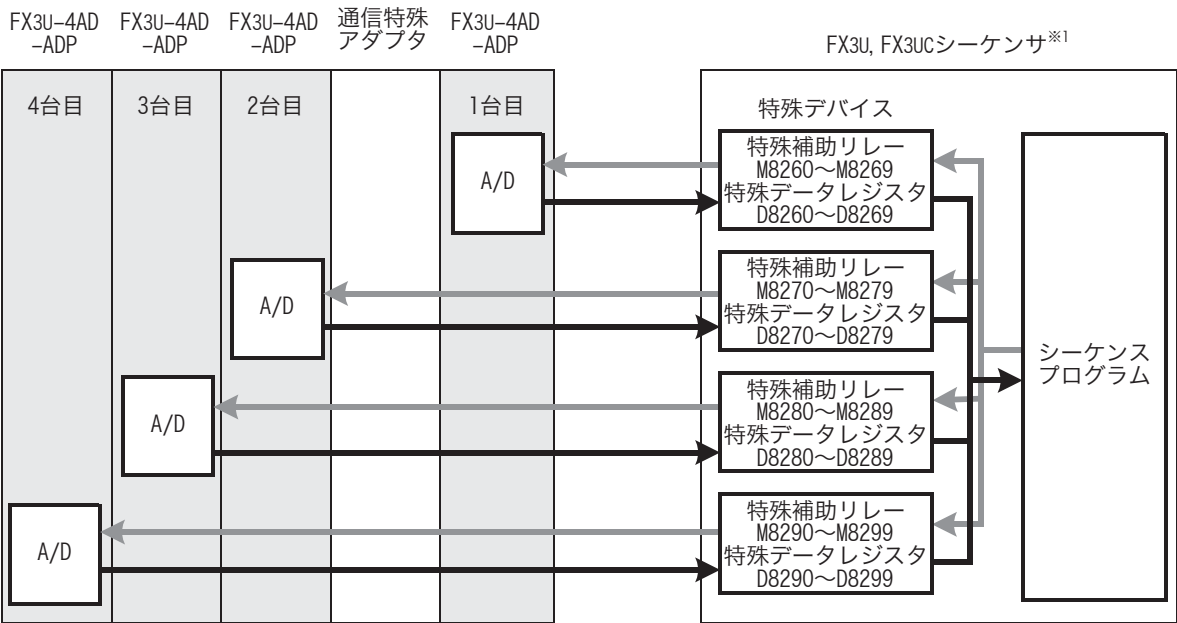 FX3U-4AD
-ADP
FX3U-4AD
-ADP
FX3U-4AD
-ADP
通信特殊
アダプタ
FX3U-4AD
-ADP
FX3U, FX3UCシーケンサ※1
4台目
3台目
2台目
1台目
特殊デバイス
A/D
特殊補助リレー
M8260～M8269
特殊データレジスタ
D8260～D8269
A/D
特殊補助リレー
M8270～M8279
特殊データレジスタ
D8270～D8279
シーケンス
プログラム
A/D
特殊補助リレー
M8280～M8289
特殊データレジスタ
D8280～D8289
A/D
特殊補助リレー
M8290～M8299
特殊データレジスタ
D8290～D8299